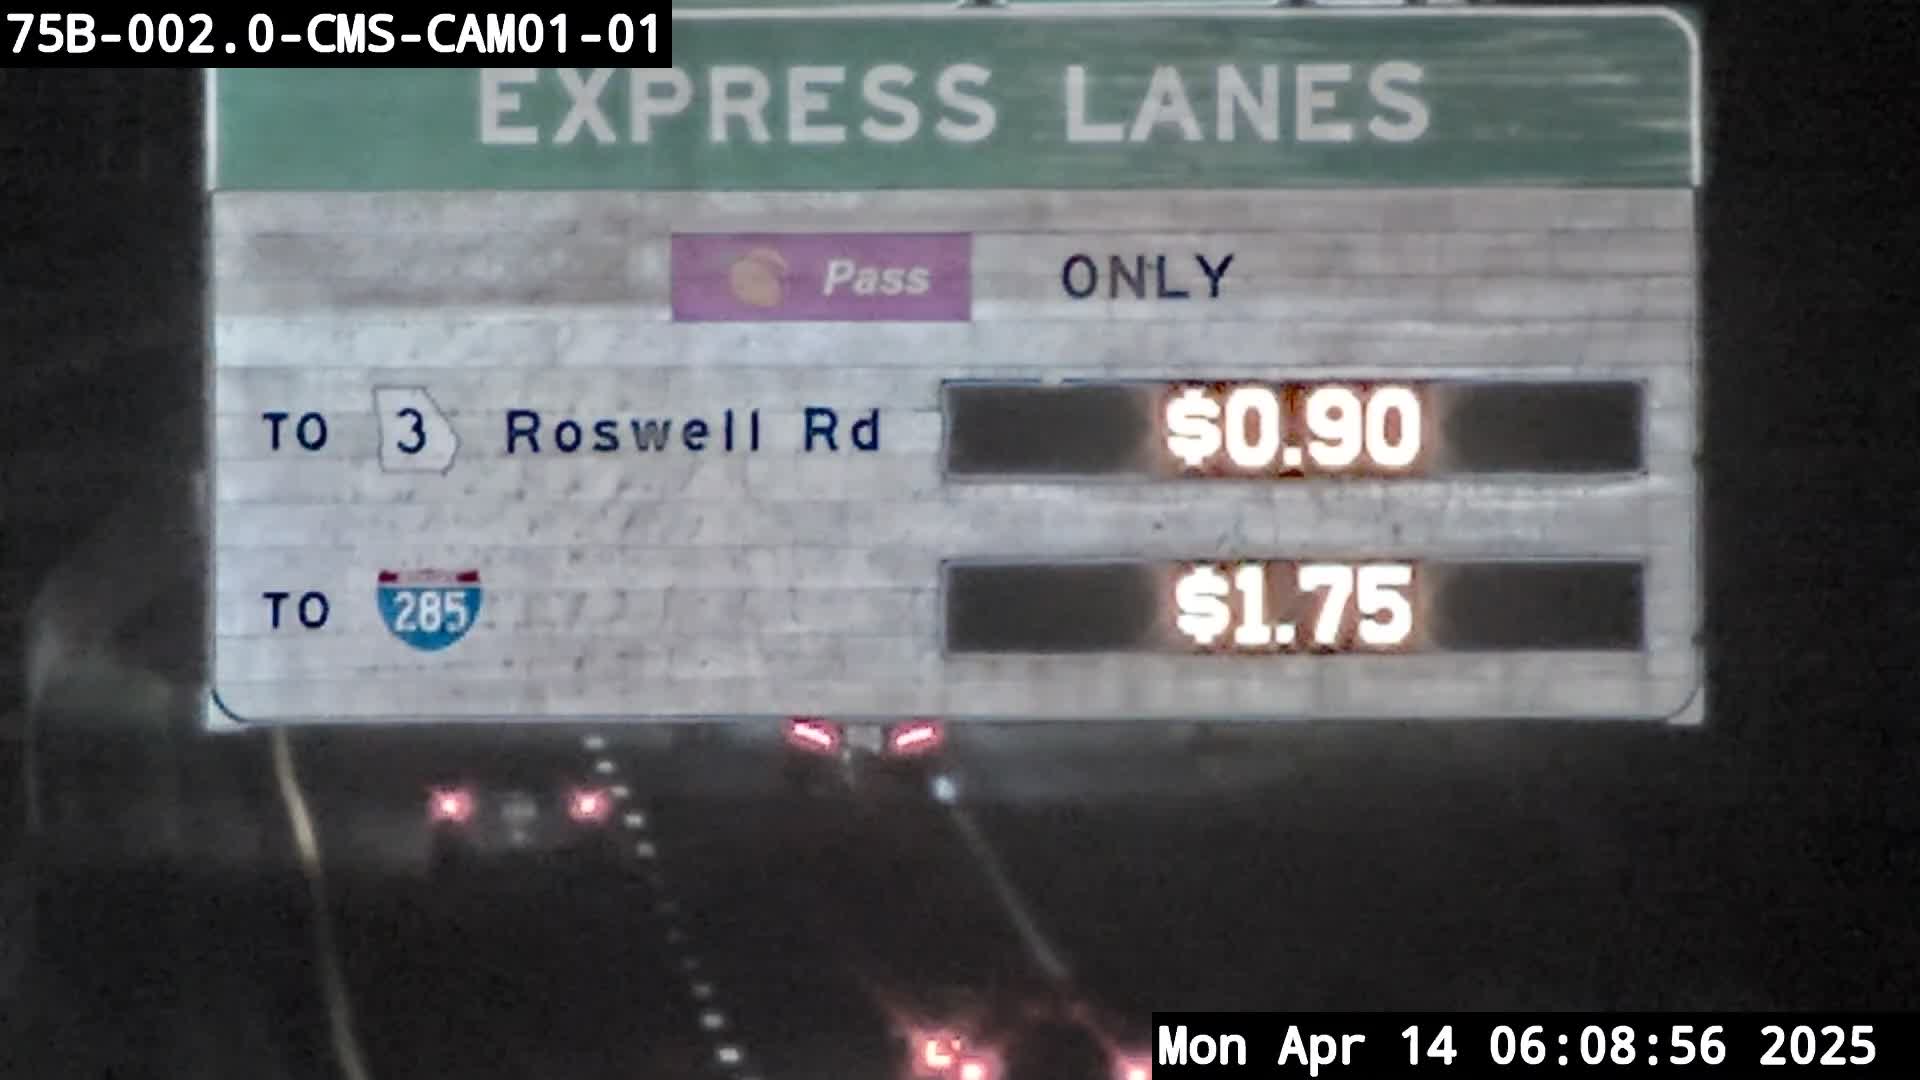 75B-002.0-CMS-CAM01-01
EXPRESS LANES
Pass ONLY
TO 3 Roswell Rd $0.90
TO 285 $1.75
Mon Apr 14 06:08:56 2025